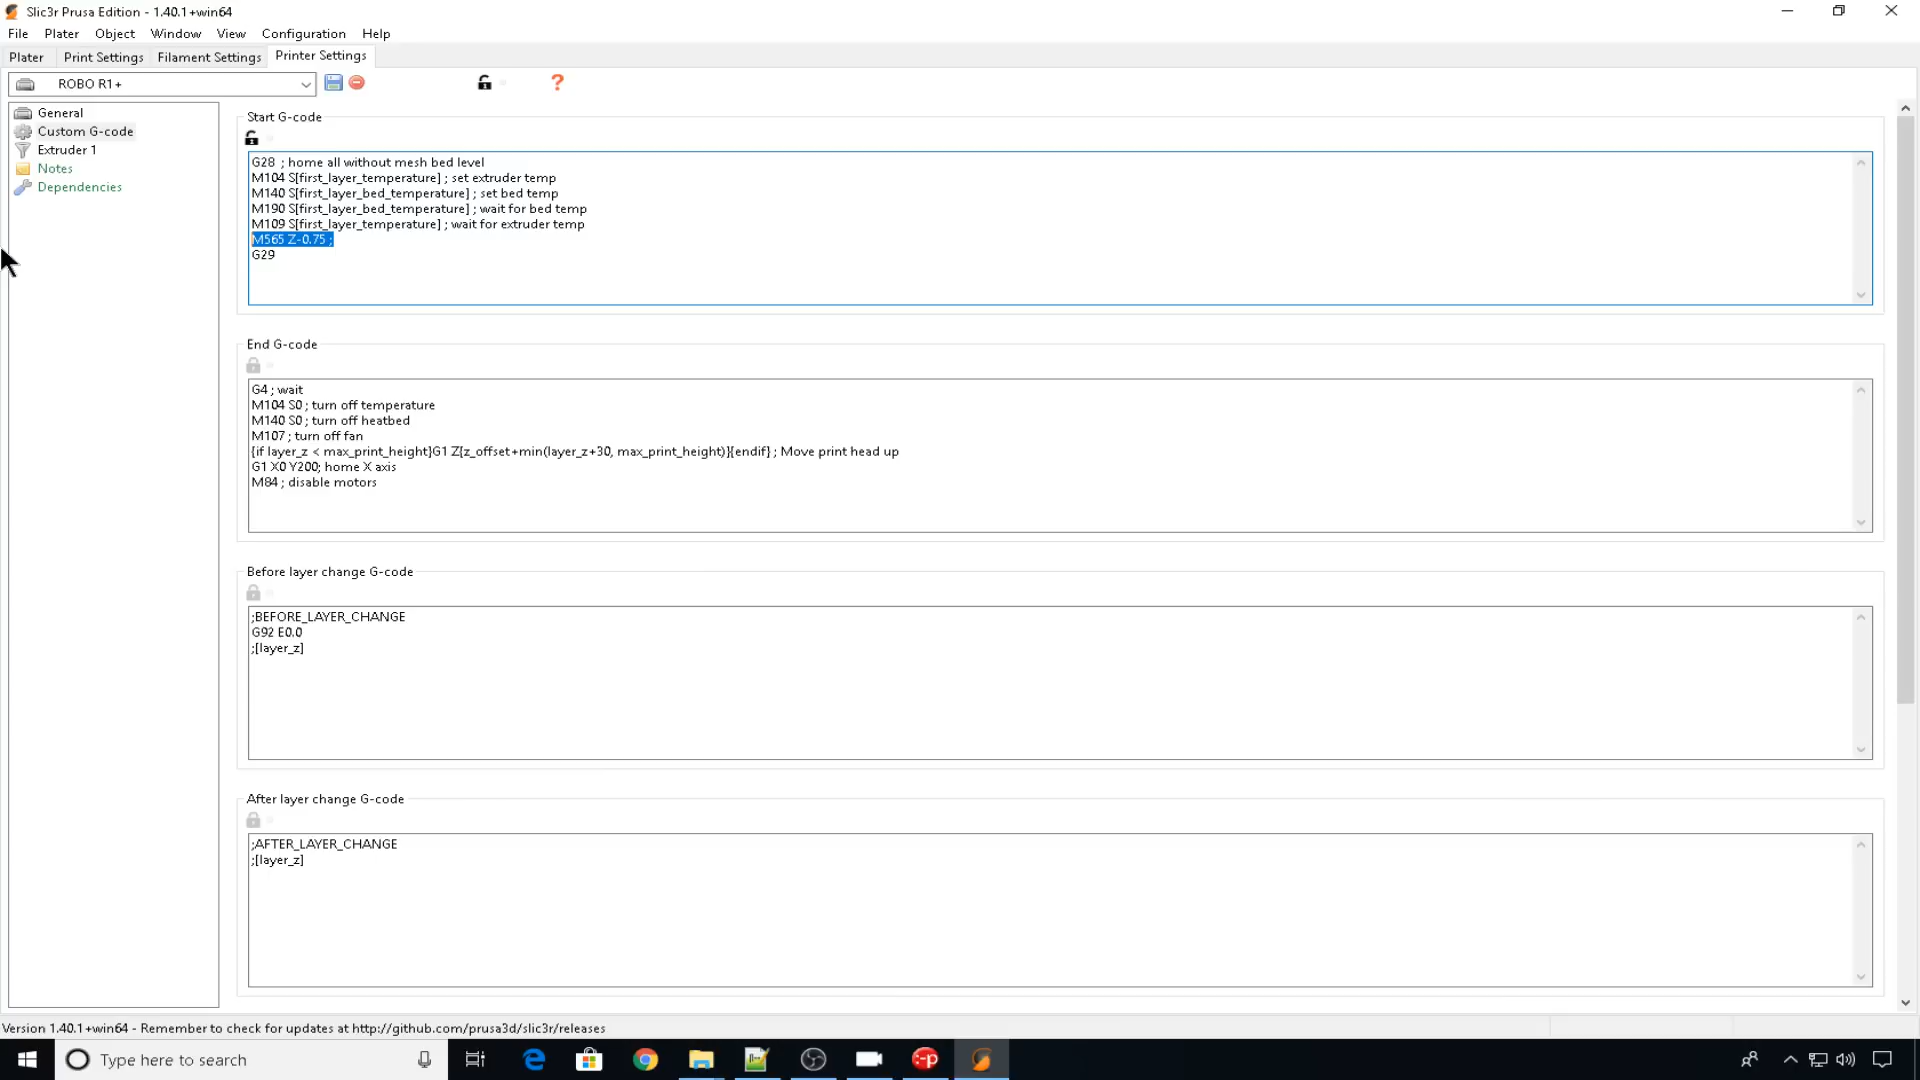 Slic3r Prusa Edition - 1.40.1+win64
File Plater Object Window View Configuration Help
Plater Print Settings Filament Settings Printer Settings
ROBO R1+
?
General
Custom G-code
Extruder 1
Notes
Dependencies
Start G-code
G28 ; home all without mesh bed level
M104 S[first_layer_temperature] ; set extruder temp
M140 S[first_layer_bed_temperature] ; set bed temp
M190 S[first_layer_bed_temperature] ; wait for bed temp
M109 S[first_layer_temperature] ; wait for extruder temp
M565 Z-0.75 ;
G29
End G-code
G4 ; wait
M104 S0 ; turn off temperature
M140 S0 ; turn off heatbed
M107 ; turn off fan
{if layer_z < max_print_height}G1 Z{z_offset+min(layer_z+30, max_print_height)}{endif} ; Move print head up
G1 X0 Y200; home X axis
M84 ; disable motors
Before layer change G-code
;BEFORE_LAYER_CHANGE
G92 E0.0
;[layer_z]
After layer change G-code
;AFTER_LAYER_CHANGE
;[layer_z]
Version 1.40.1+win64 - Remember to check for updates at http://github.com/prusa3d/slic3r/releases
Type here to search